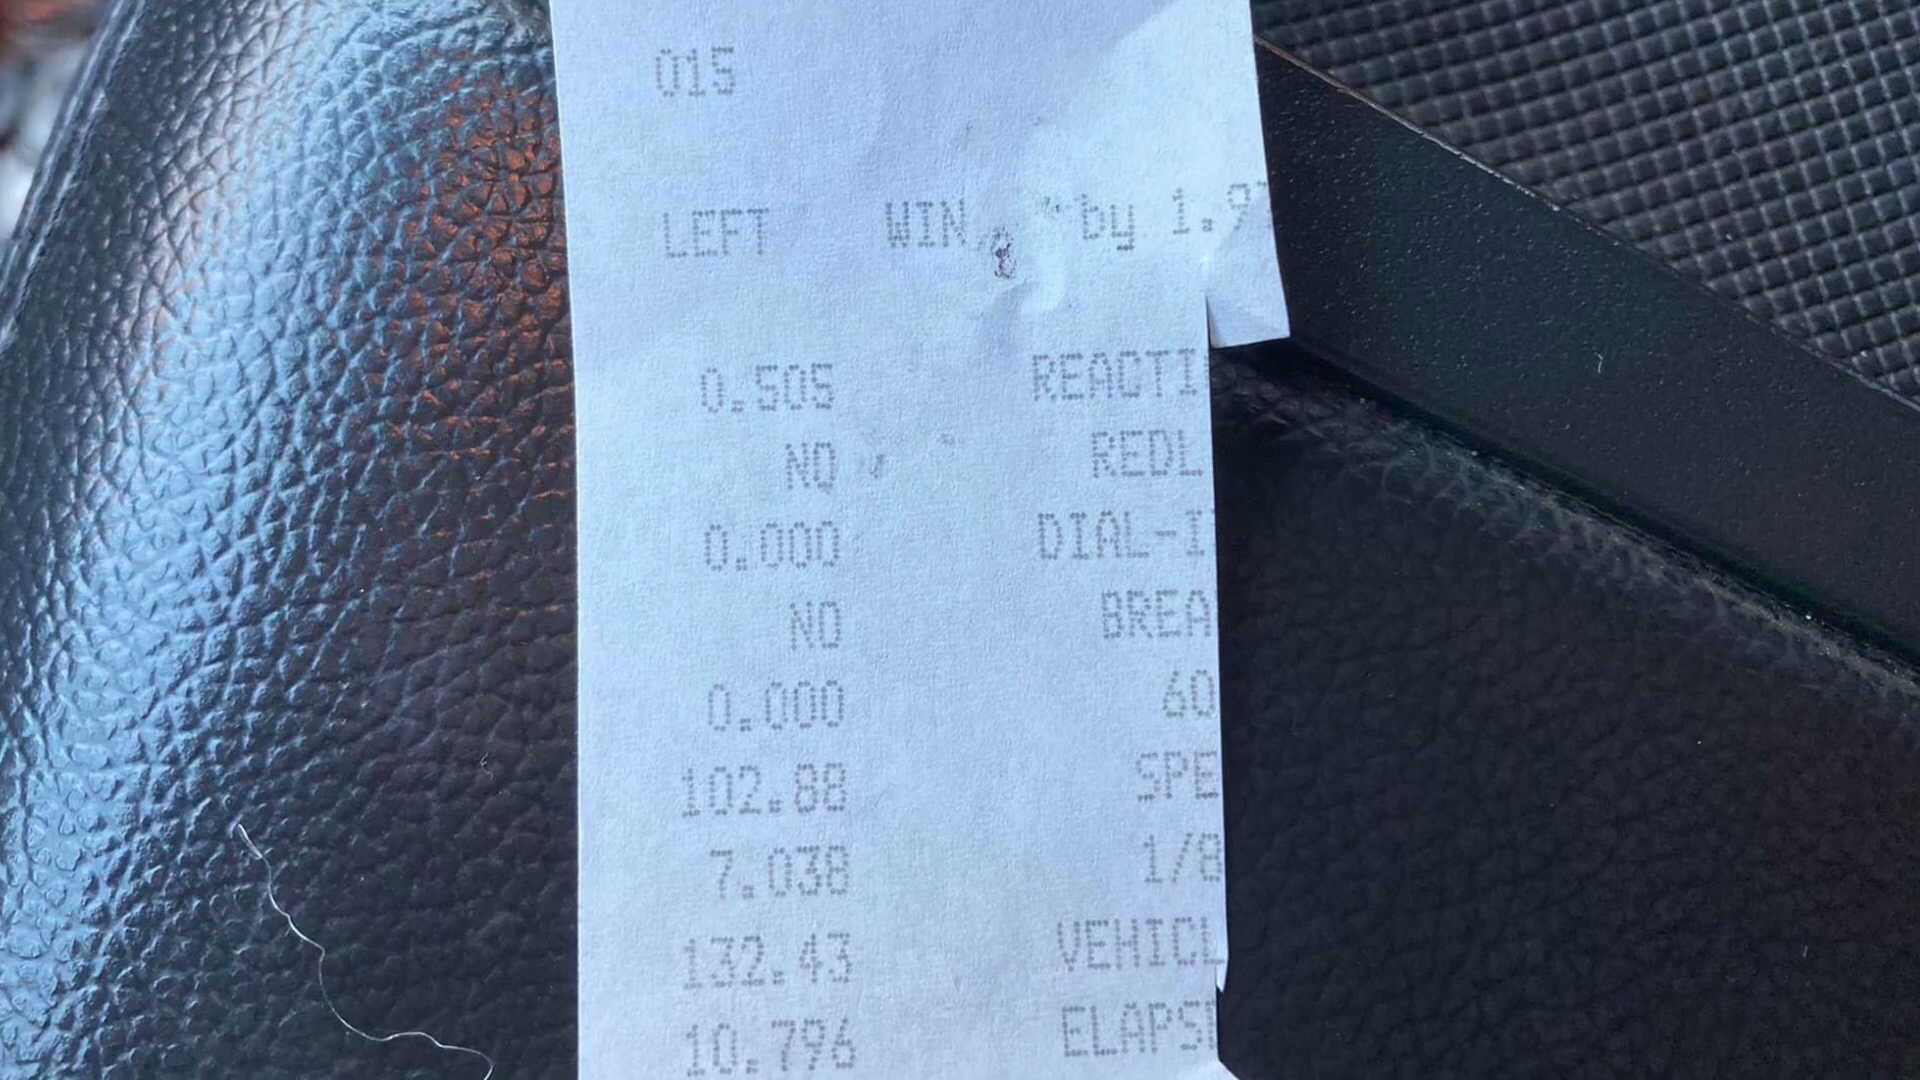 015
LEFT WIN by 1.9
0.505 REACTI
NO REDL
0.000 DIAL-I
NO BREA
0.000 60
102.88 SPE
7.038 1/8
132.43 VEHICL
10.796 ELAPS